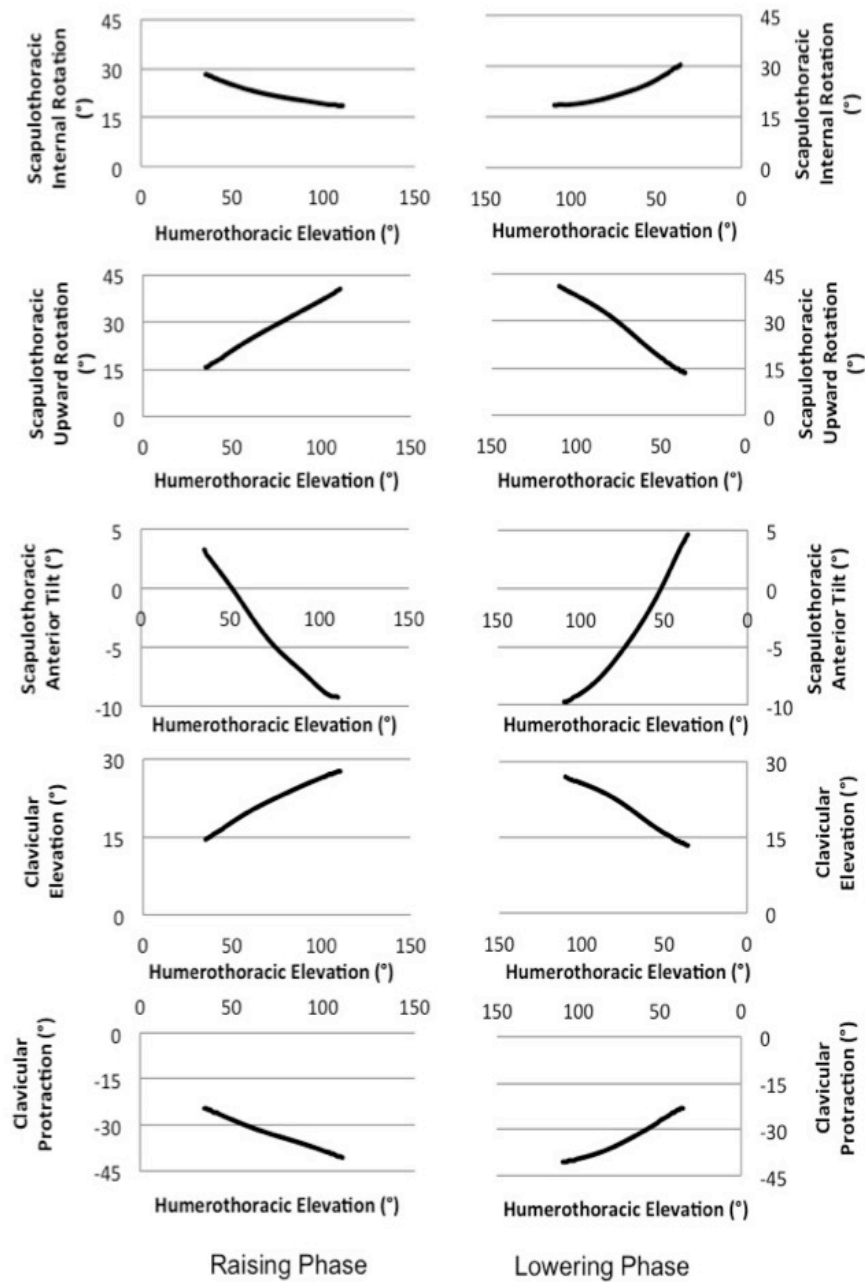 Scapulothoracic
Internal Rotation
(°)
45
30
15
0
0
50
100
150
Humerothoracic Elevation (°)
45
30
15
0
150
100
50
0
Humerothoracic Elevation (°)
Scapulothoracic
Internal Rotation
(°)
Scapulothoracic
Upward Rotation
(°)
45
30
15
0
0
50
100
150
Humerothoracic Elevation (°)
45
30
15
0
150
100
50
0
Humerothoracic Elevation (°)
Scapulothoracic
Upward Rotation
(°)
Scapulothoracic
Anterior Tilt (°)
5
0
-5
-10
0
50
100
150
Humerothoracic Elevation (°)
5
0
-5
-10
150
100
50
0
Humerothoracic Elevation (°)
Scapulothoracic
Anterior Tilt (°)
Clavicular
Elevation (°)
30
15
0
0
50
100
150
Humerothoracic Elevation (°)
30
15
0
150
100
50
0
Humerothoracic Elevation (°)
Clavicular
Elevation (°)
Clavicular
Protraction (°)
0
50
100
150
0
-15
-30
-45
Humerothoracic Elevation (°)
150
100
50
0
0
-15
-30
-45
Humerothoracic Elevation (°)
Clavicular
Protraction (°)
Raising Phase
Lowering Phase